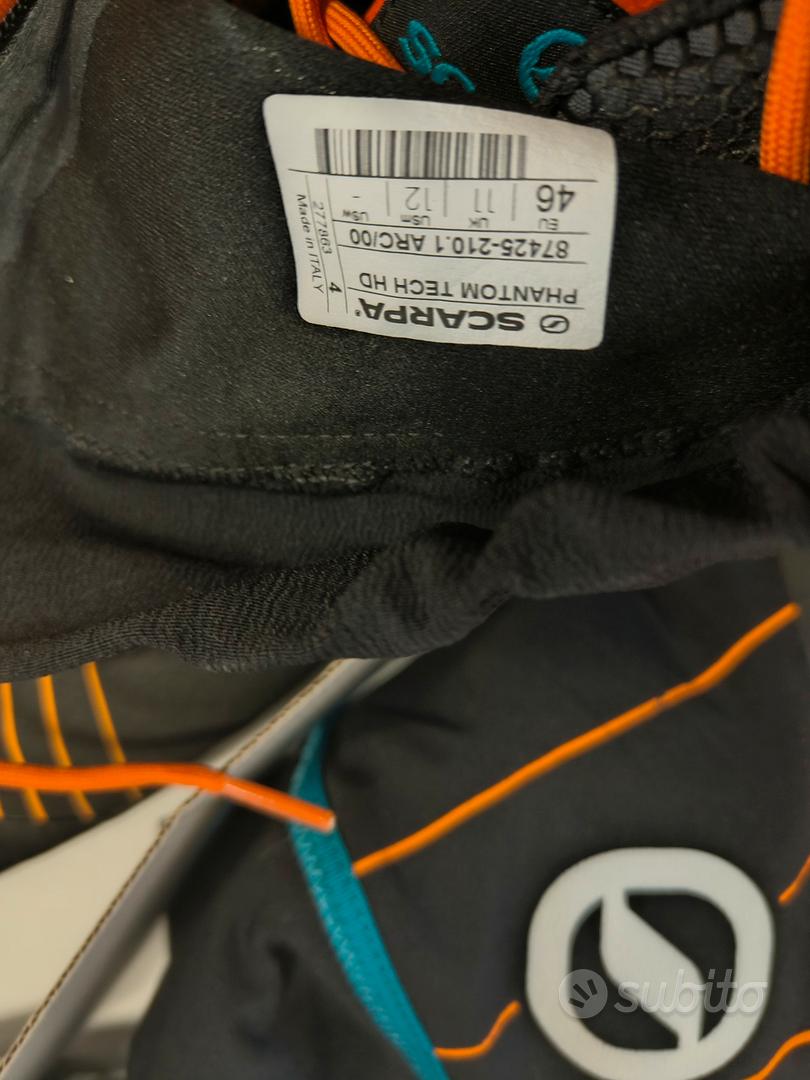 SCARPA
PHANTOM TECH HD
87425-210.1 ARC/00
EU UK USm USw
46 11 12 -
4
277863
Made in ITALY
subito